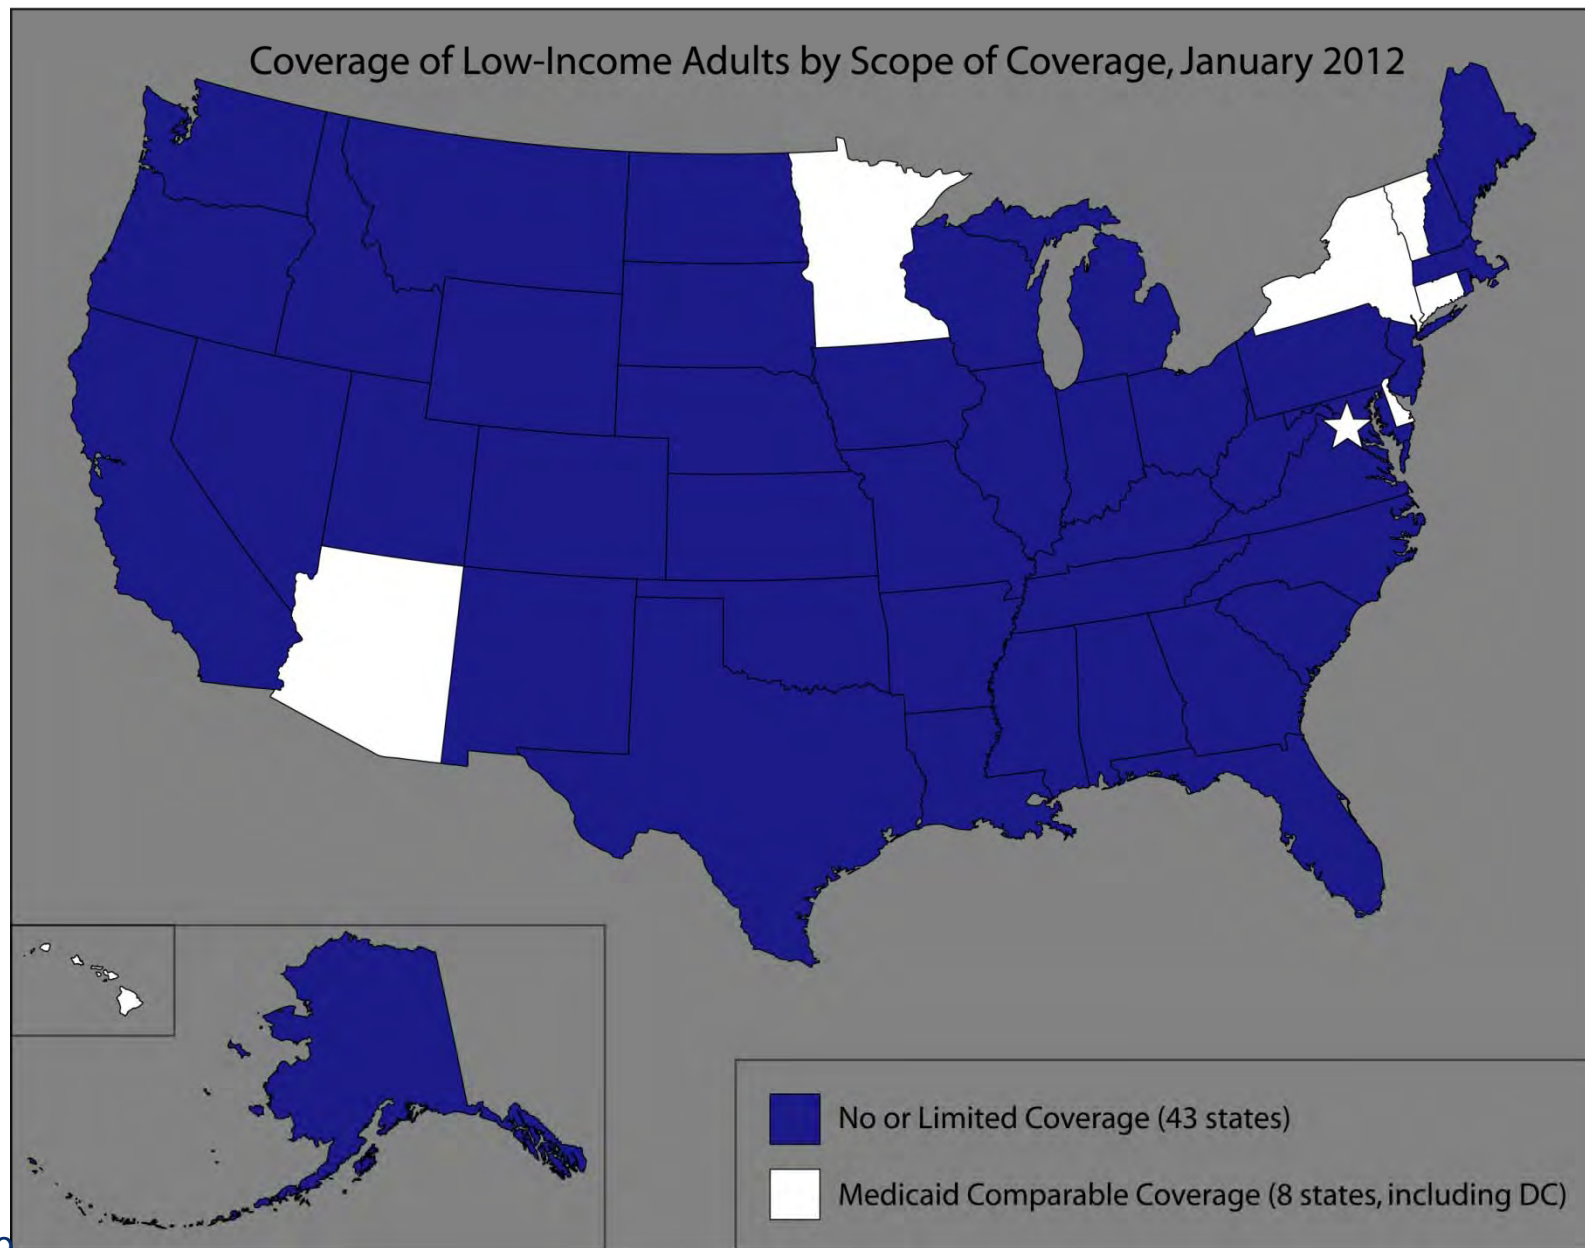 Coverage of Low-Income Adults by Scope of Coverage, January 2012
No or Limited Coverage (43 states)
Medicaid Comparable Coverage (8 states, including DC)